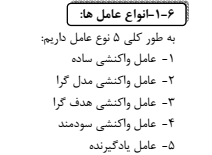 ۱-۱-۶-انواع عامل ها:
به طور کلی ۵ نوع عامل داریم:
۱- عامل واکنشی ساده
۲- عامل واکنشی مدل گرا
۳- عامل واکنشی هدف گرا
۴- عامل واکنشی سودمند
۵- عامل یادگیرنده